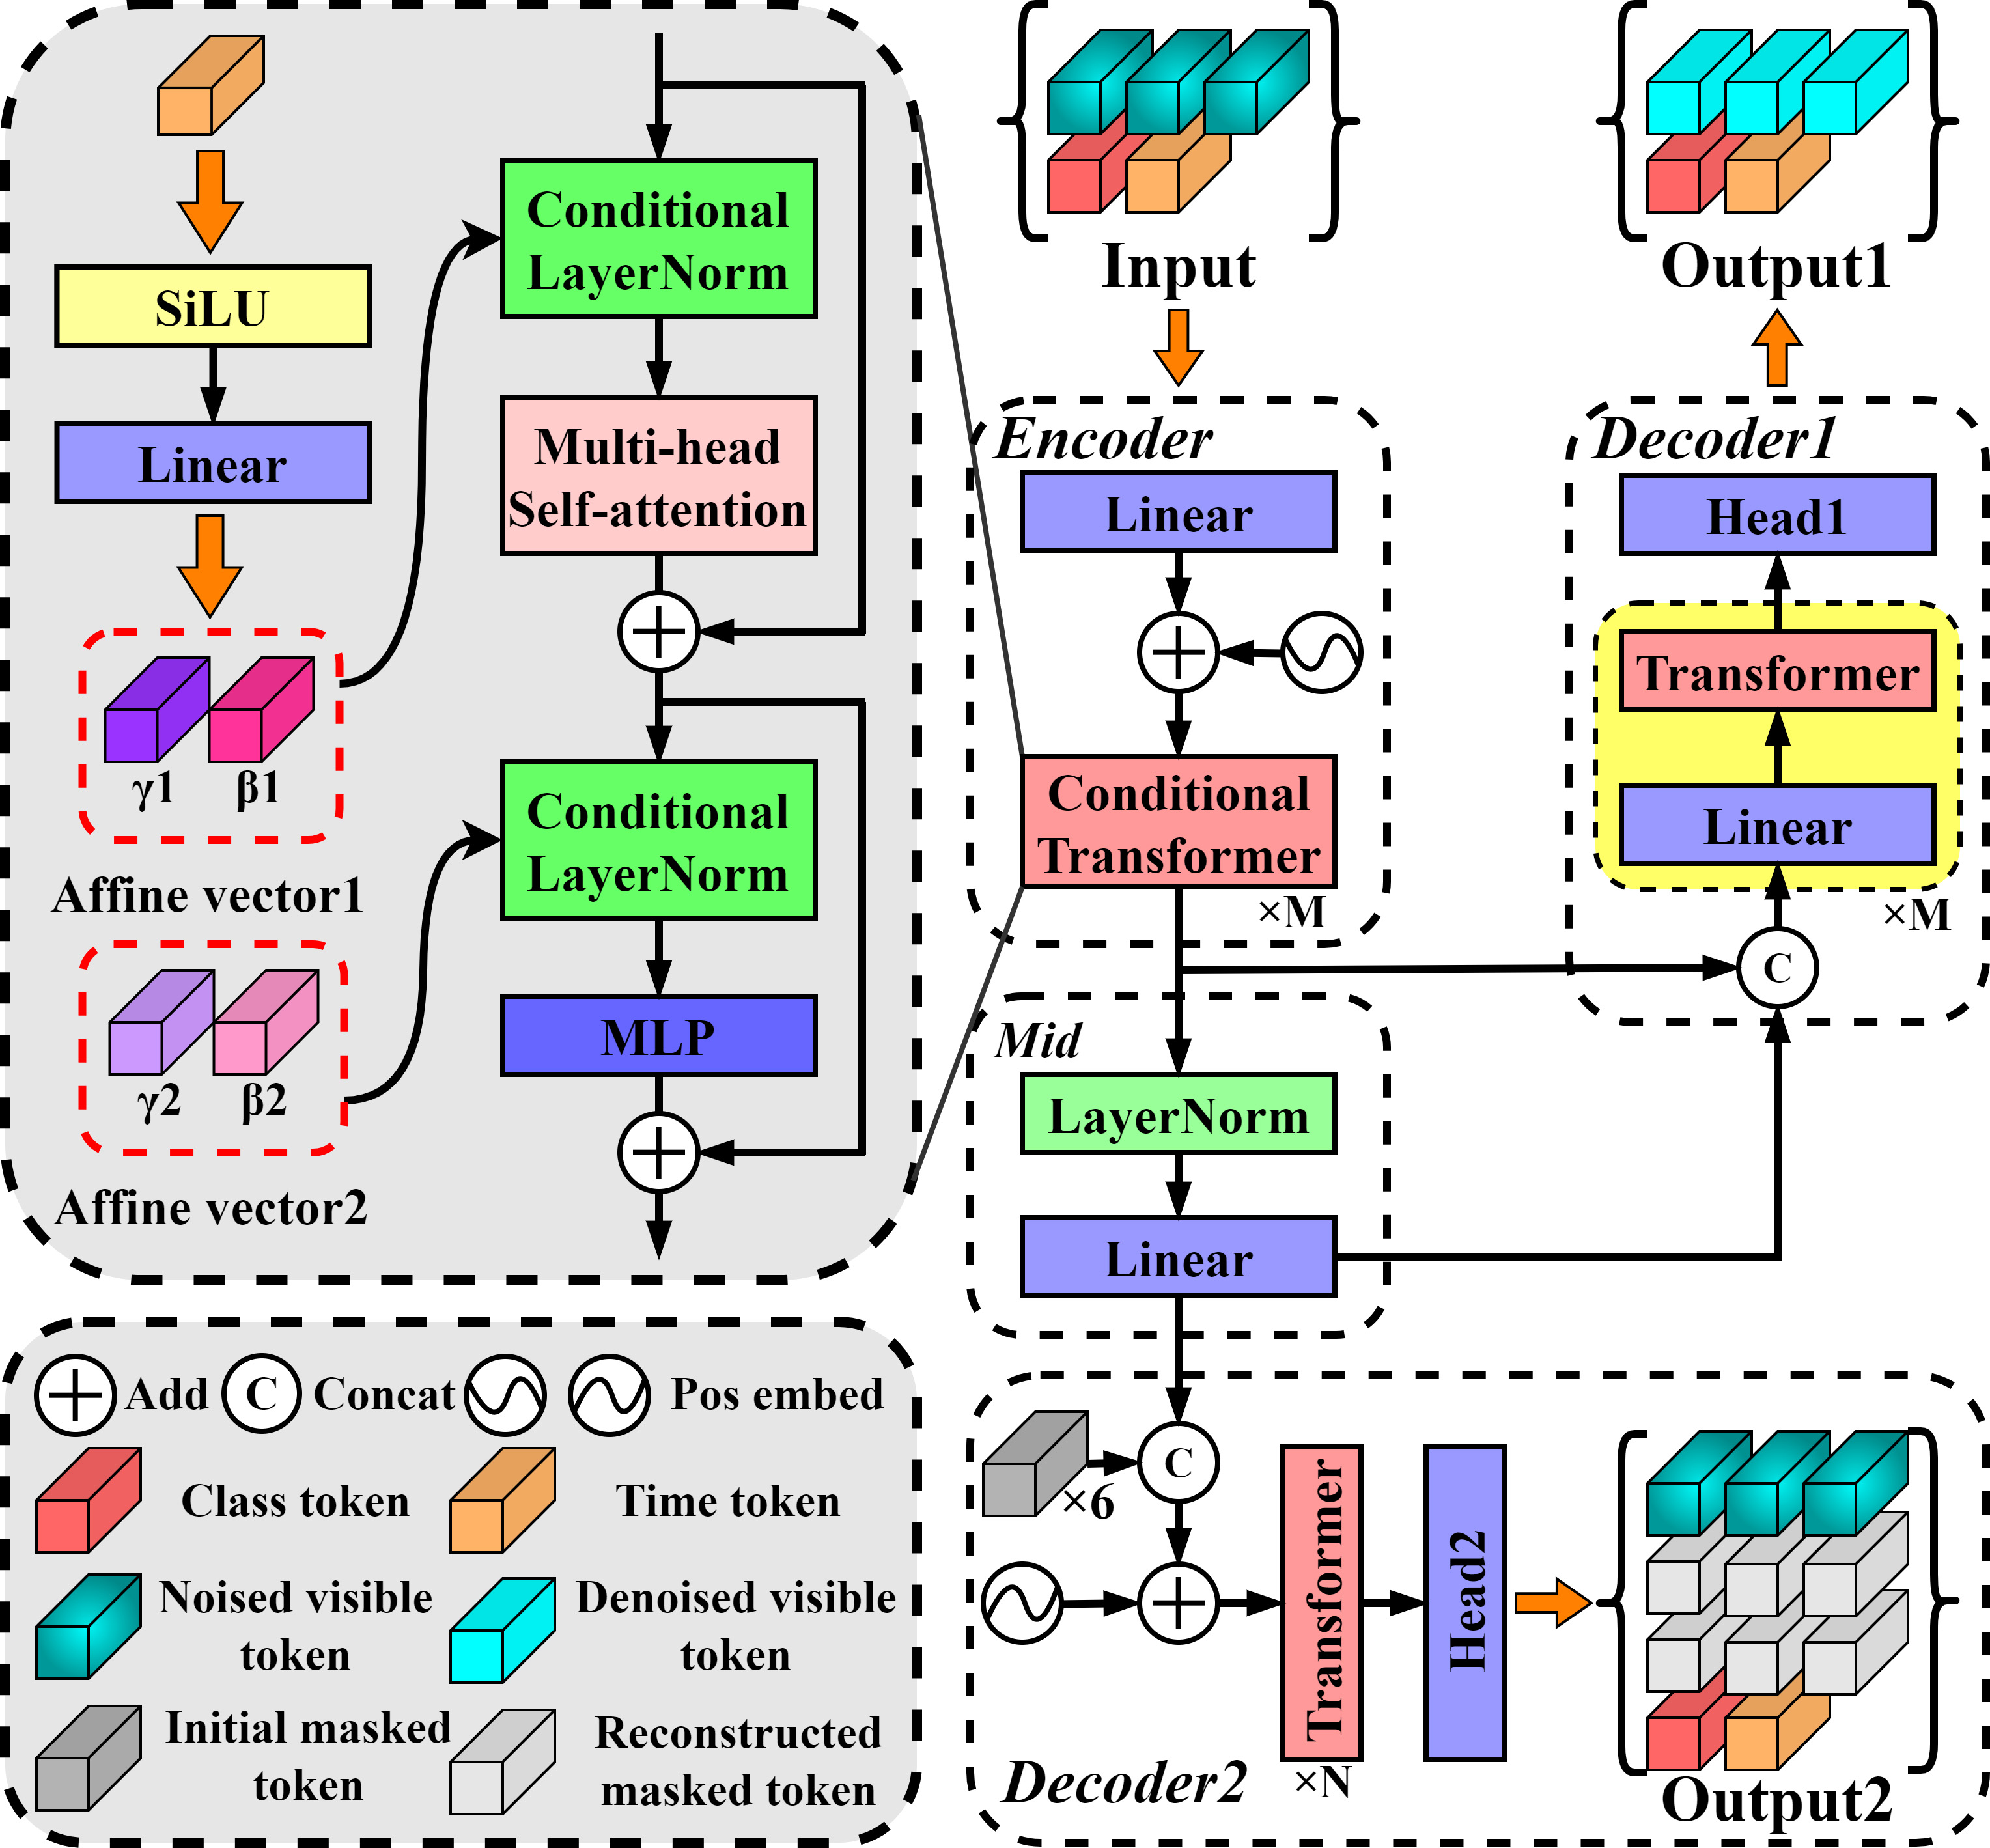 SiLU
Linear
γ1 β1
Affine vector1
γ2 β2
Affine vector2
Conditional
LayerNorm
Multi-head
Self-attention
Conditional
LayerNorm
MLP
Input
Encoder
Linear
Conditional
Transformer
×M
Mid
LayerNorm
Linear
Output1
Decoder1
Head1
Transformer
Linear
×M
C
Add
C
Concat
Pos embed
Class token
Time token
Noised visible
token
Denoised visible
token
Initial masked
token
Reconstructed
masked token
C
×6
Transformer
×N
Head2
Decoder2
Output2